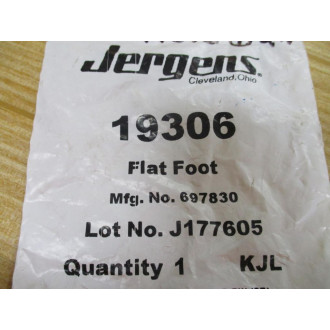 Jergens®
Cleveland, Ohio
19306
Flat Foot
Mfg. No. 697830
Lot No. J177605
Quantity 1 KJL